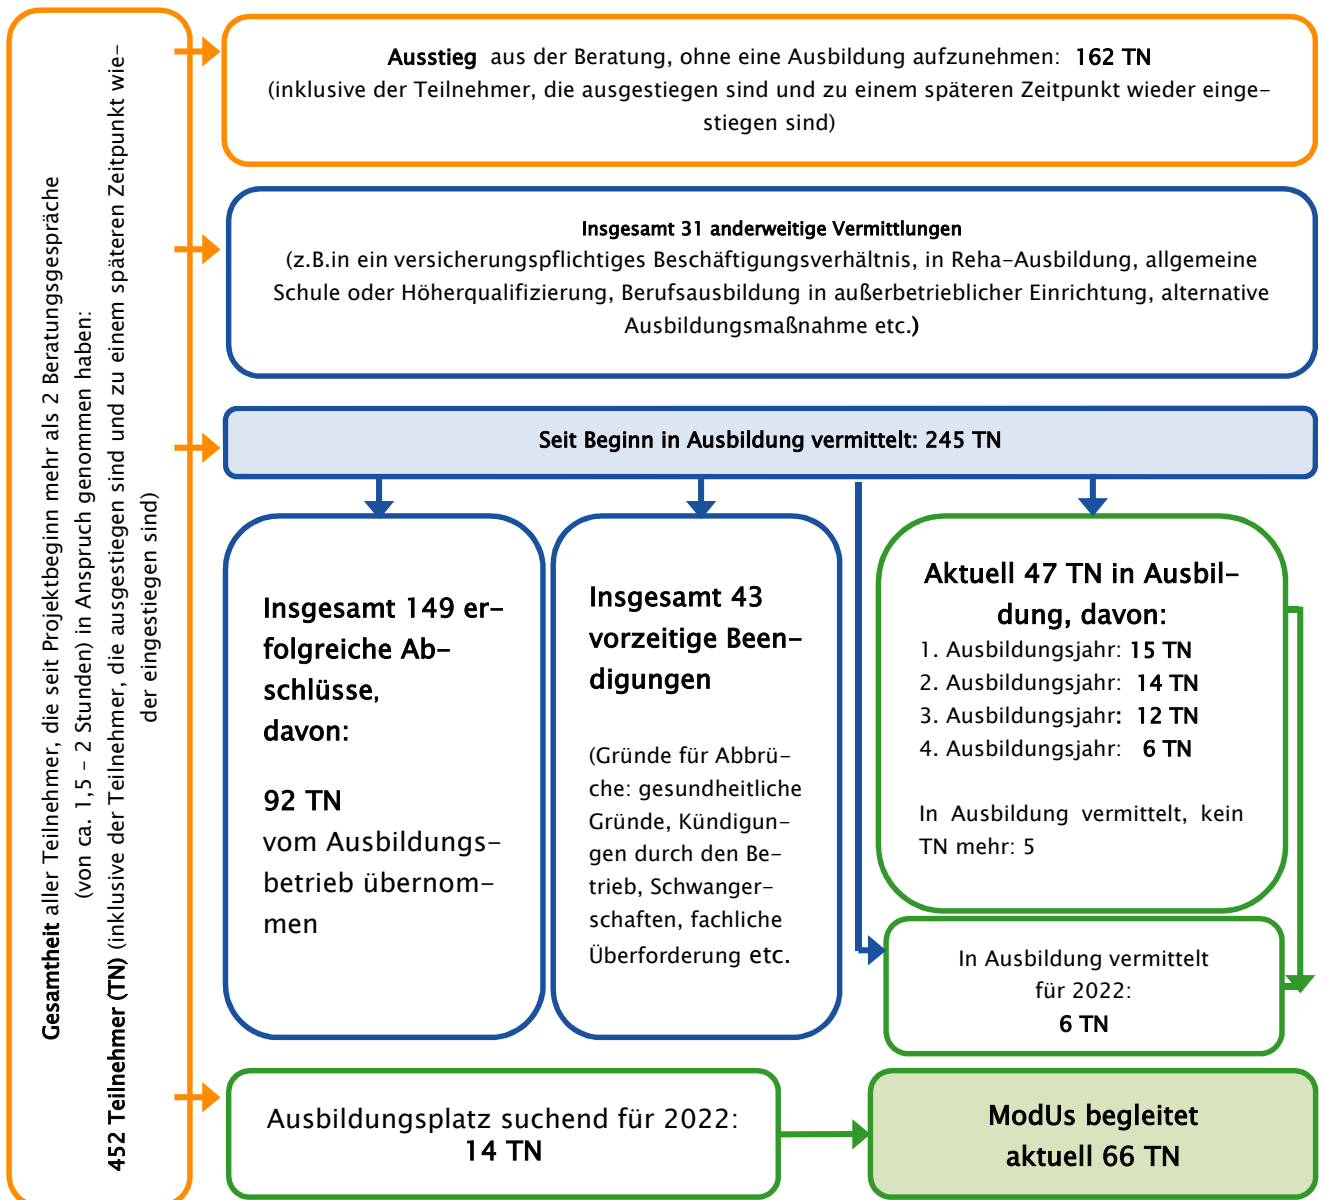 Gesamtheit aller Teilnehmer, die seit Projektbeginn mehr als 2 Beratungsgespräche
(von ca. 1,5 – 2 Stunden) in Anspruch genommen haben:
452 Teilnehmer (TN) (inklusive der Teilnehmer, die ausgestiegen sind und zu einem späteren Zeitpunkt wie–
der eingestiegen sind)
Ausstieg aus der Beratung, ohne eine Ausbildung aufzunehmen: 162 TN
(inklusive der Teilnehmer, die ausgestiegen sind und zu einem späteren Zeitpunkt wieder einge–
stiegen sind)
Insgesamt 31 anderweitige Vermittlungen
(z.B.in ein versicherungspflichtiges Beschäftigungsverhältnis, in Reha–Ausbildung, allgemeine
Schule oder Höherqualifizierung, Berufsausbildung in außerbetrieblicher Einrichtung, alternative
Ausbildungsmaßnahme etc.)
Seit Beginn in Ausbildung vermittelt: 245 TN
Insgesamt 149 er–
folgreiche Ab–
schlüsse,
davon:
92 TN
vom Ausbildungs–
betrieb übernom–
men
Insgesamt 43
vorzeitige Been–
digungen
(Gründe für Abbrü–
che: gesundheitliche
Gründe, Kündigun–
gen durch den Be–
trieb, Schwanger–
schaften, fachliche
Überforderung etc.
Aktuell 47 TN in Ausbil–
dung, davon:
1. Ausbildungsjahr: 15 TN
2. Ausbildungsjahr: 14 TN
3. Ausbildungsjahr: 12 TN
4. Ausbildungsjahr: 6 TN
In Ausbildung vermittelt, kein
TN mehr: 5
In Ausbildung vermittelt
für 2022:
6 TN
Ausbildungsplatz suchend für 2022:
14 TN
ModUs begleitet
aktuell 66 TN